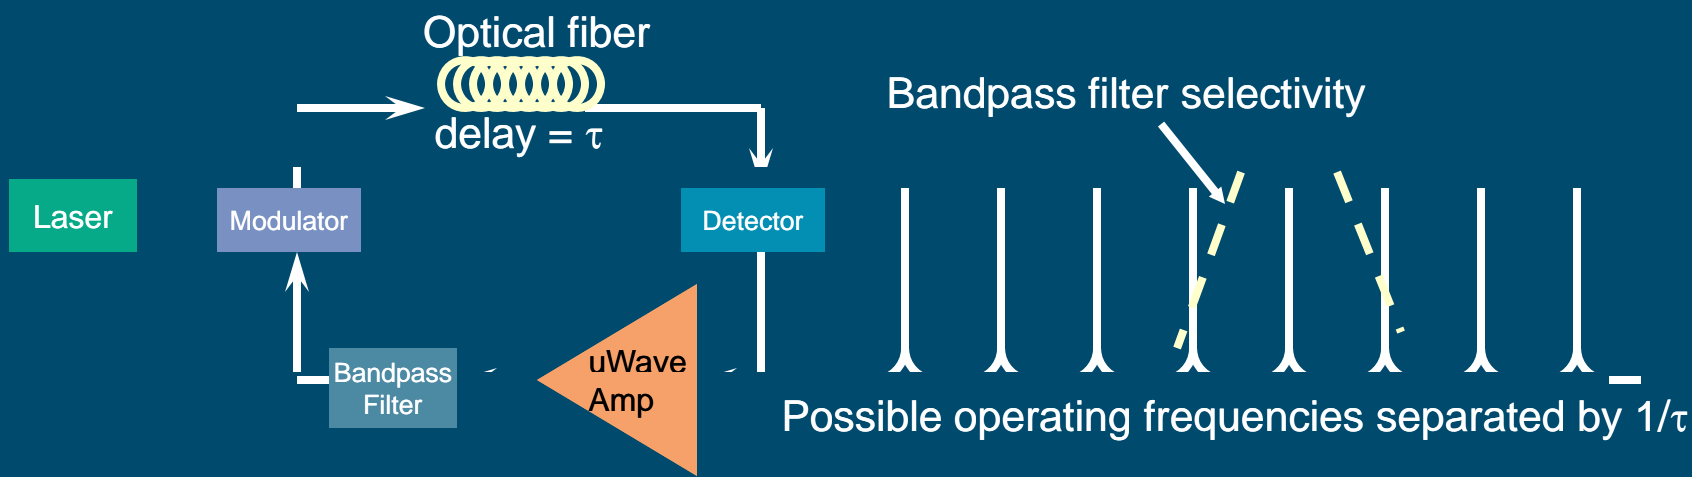 Optical fiber
delay = τ
Bandpass filter selectivity
Laser
Modulator
Detector
Bandpass
Filter
uWave
Amp
Possible operating frequencies separated by 1/τ